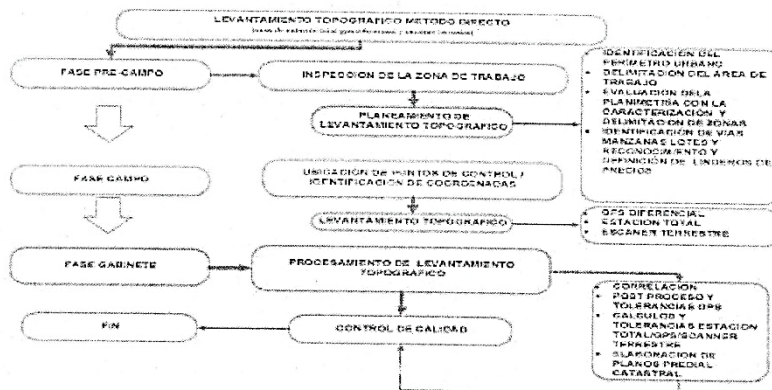 LEVANTAMIENTO TOPOGRAFICO METODO DIRECTO
FASE PRE-CAMPO
INSPECCION DE LA ZONA DE TRABAJO
PLANEAMIENTO DE
LEVANTAMIENTO TOPOGRAFICO
IDENTIFICACION DEL
PERIMETRO URBANO
DELIMITACION DEL AREA DE
TRABAJO
EVALUACION DE LA
PLANIMETRIA CON LA
CARACTERIZACION Y
DELIMITACION DE ZONAS
IDENTIFICACION DE VIAS
MANZANAS LOTES Y
RECONOCIMIENTO Y
DEFINICION DE LINDEROS DE
PREDIOS
FASE CAMPO
UBICACION DE PUNTOS DE CONTROL /
IDENTIFICACION DE COORDENADAS
LEVANTAMIENTO TOPOGRAFICO
GPS DIFERENCIAL
ESTACION TOTAL
ESCANER TERRESTRE
FASE GABINETE
PROCESAMIENTO DE LEVANTAMIENTO
TOPOGRAFICO
CORRELACION
POST PROCESO Y
TOLERANCIAS GPS
CALCULOS Y
TOLERANCIAS ESTACION
TOTAL/GPS/SCANNER
TERRESTRE
ELABORACION DE
PLANOS PREDIAL
CATASTRAL
FIN
CONTROL DE CALIDAD